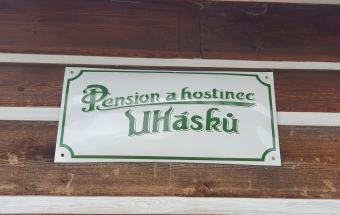 Pension a hostinec
U Hásků